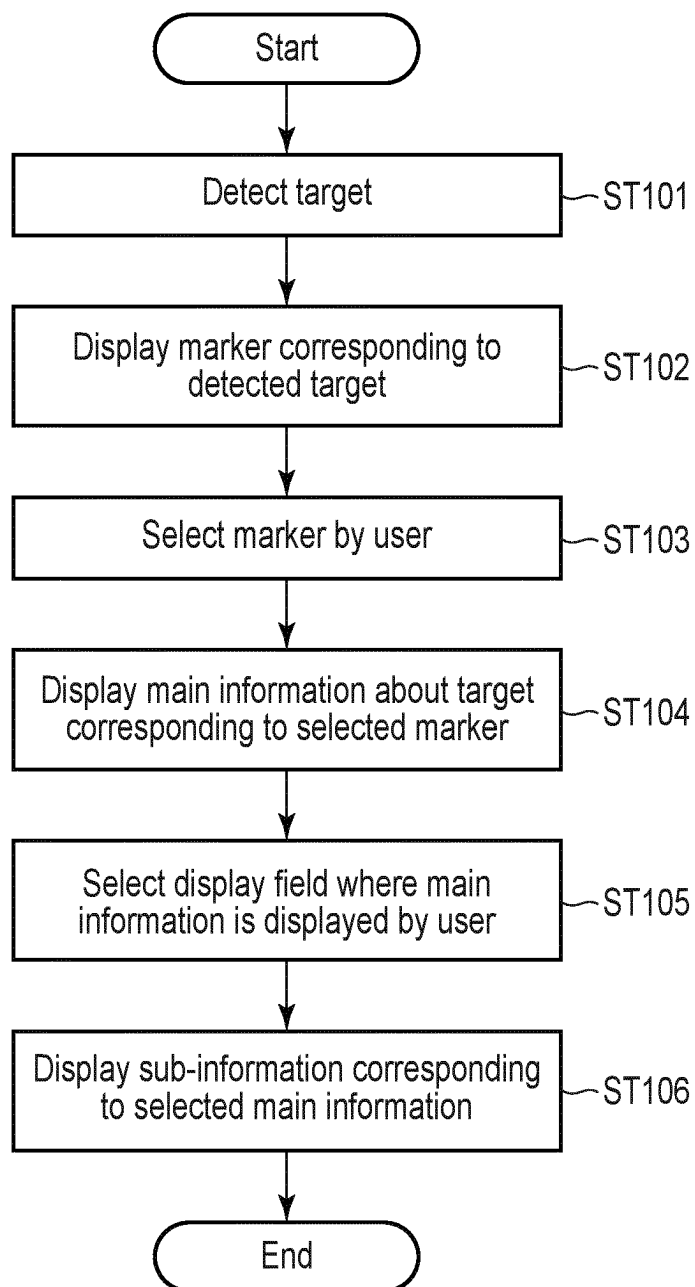 Start
Detect target
ST101
Display marker corresponding to
detected target
ST102
Select marker by user
ST103
Display main information about target
corresponding to selected marker
ST104
Select display field where main
information is displayed by user
ST105
Display sub-information corresponding
to selected main information
ST106
End